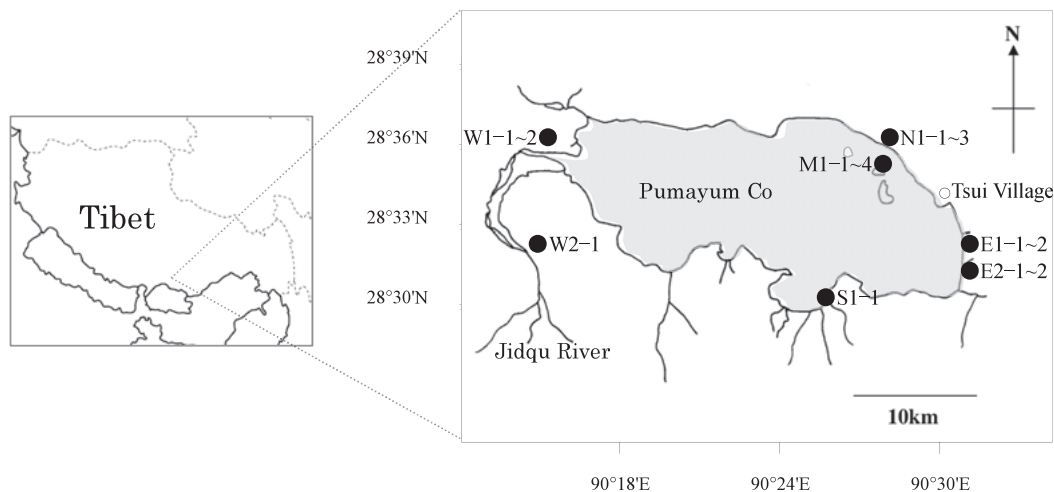 Tibet
28°39'N
28°36'N
28°33'N
28°30'N
N
W1−1~2
N1−1~3
M1−1~4
Pumayum Co
Tsui Village
W2−1
E1−1~2
E2−1~2
S1−1
Jidqu River
10km
90°18'E
90°24'E
90°30'E